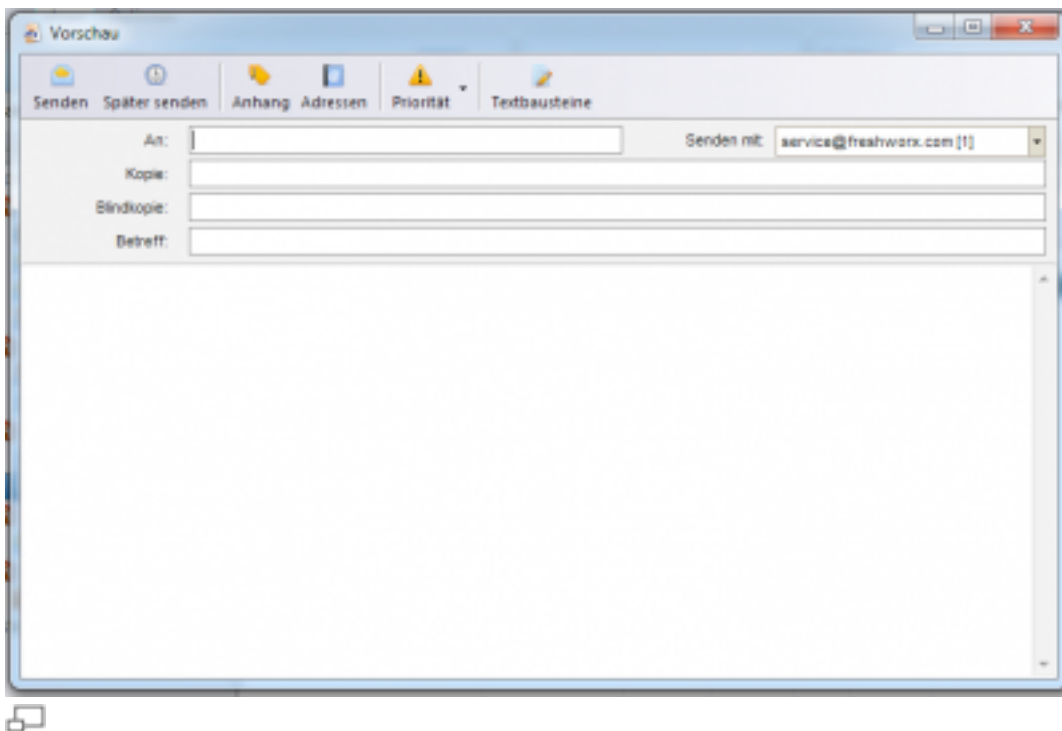 Vorschau
Senden Später senden Anhang Adressen Priorität Textbausteine
An: Senden mit: service@freshworx.com [1]
Kopie:
Blindkopie:
Betreff: